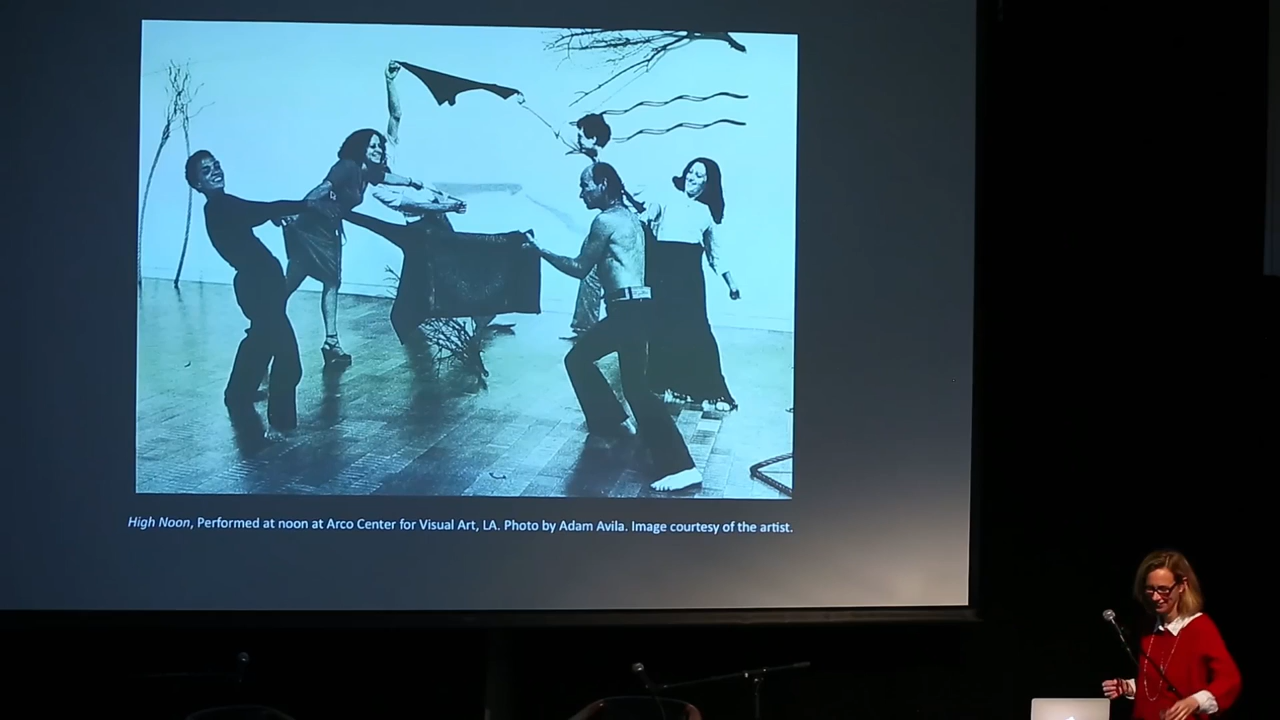 High Noon, Performed at noon at Arco Center for Visual Art, LA. Photo by Adam Avila. Image courtesy of the artist.